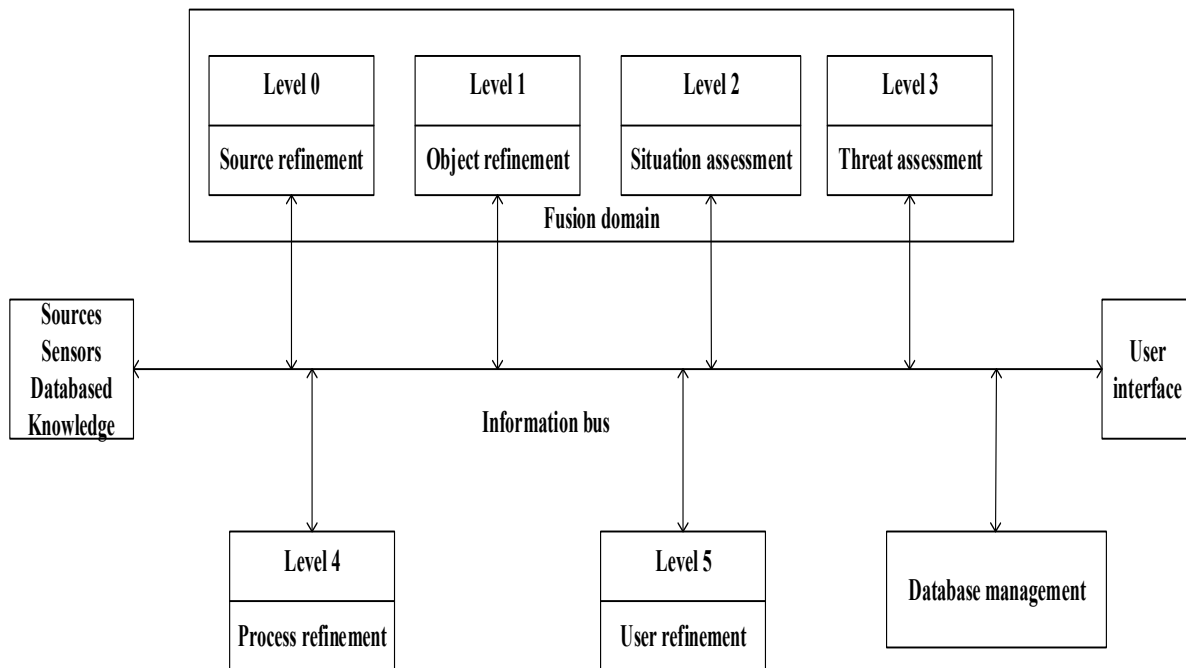 Level 0
Level 1
Level 2
Level 3
Source refinement
Object refinement
Situation assessment
Threat assessment
Fusion domain
Sources
Sensors
Databased
Knowledge
User
interface
Information bus
Level 4
Level 5
Database management
Process refinement
User refinement